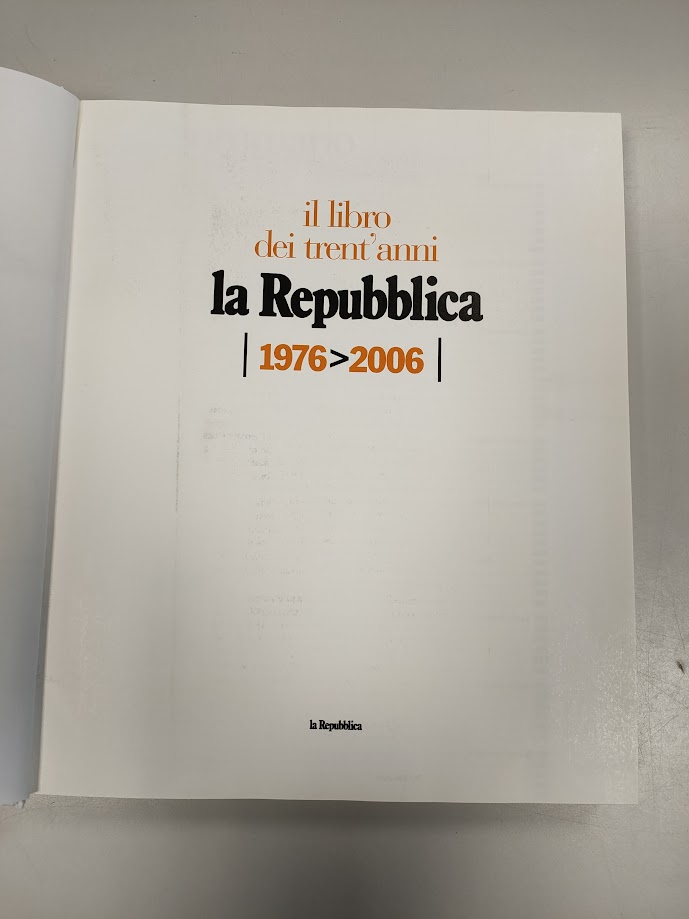 il libro
dei trent'anni
la Repubblica
| 1976>2006 |
la Repubblica